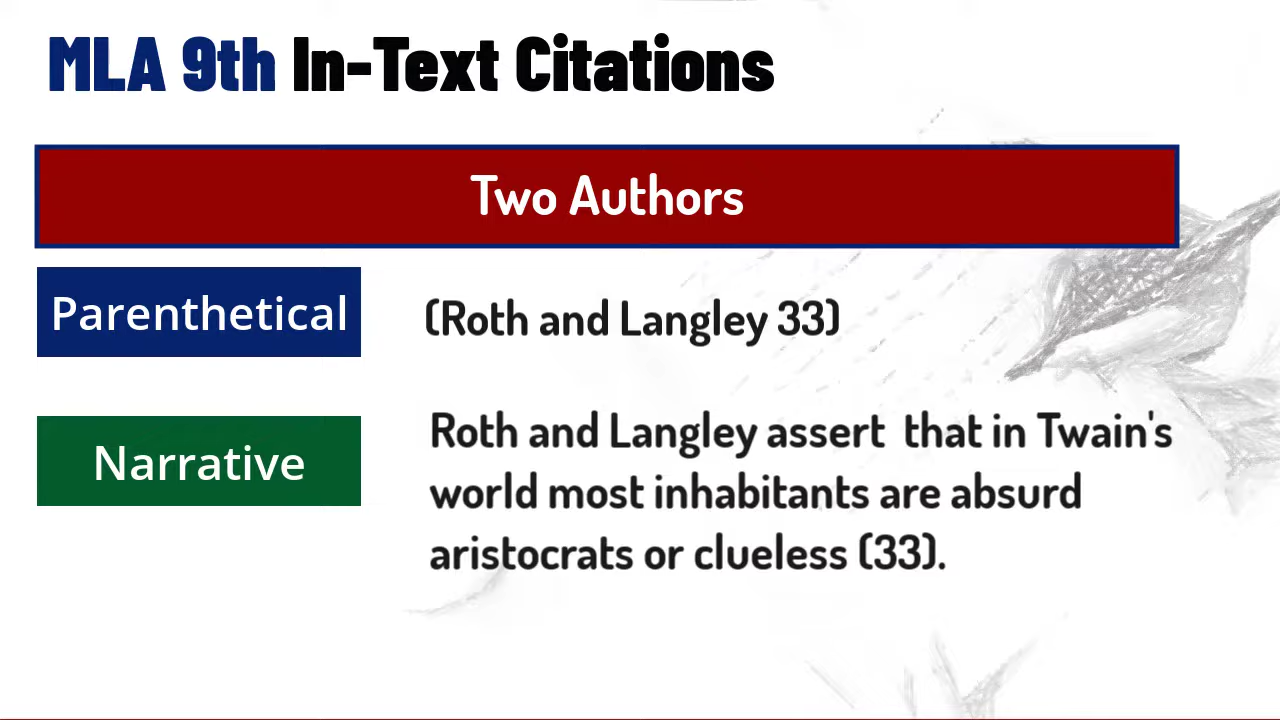 MLA 9th In-Text Citations
Two Authors
Parenthetical
(Roth and Langley 33)
Narrative
Roth and Langley assert  that in Twain's
world most inhabitants are absurd
aristocrats or clueless (33).